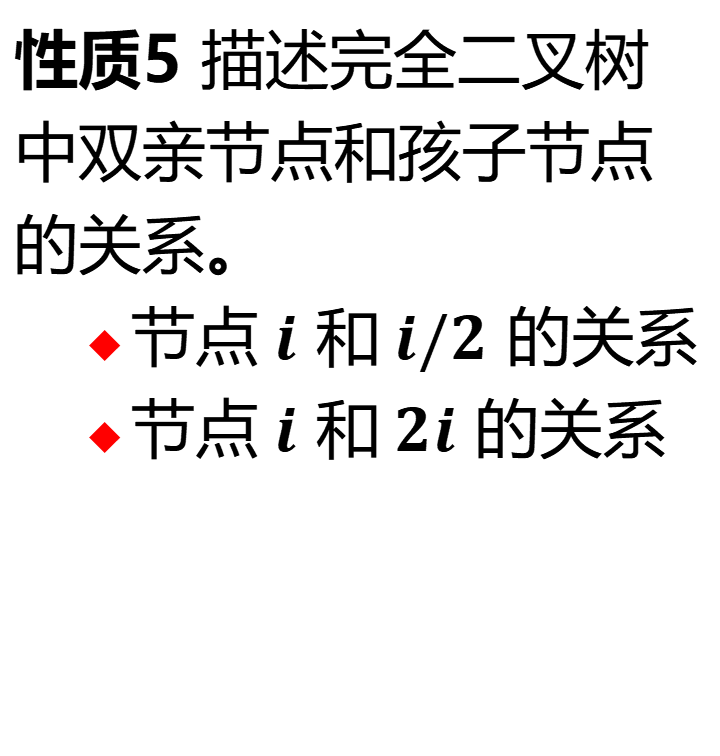 性质5 描述完全二叉树
中双亲节点和孩子节点
的关系。
◆节点 i 和 i/2 的关系
◆节点 i 和 2i 的关系